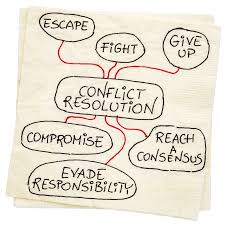 ESCAPE
FIGHT
GIVE
UP
CONFLICT
RESOLUTION
COMPROMISE
REACH
A
CONSENSUS
EVADE
RESPONSIBILITY